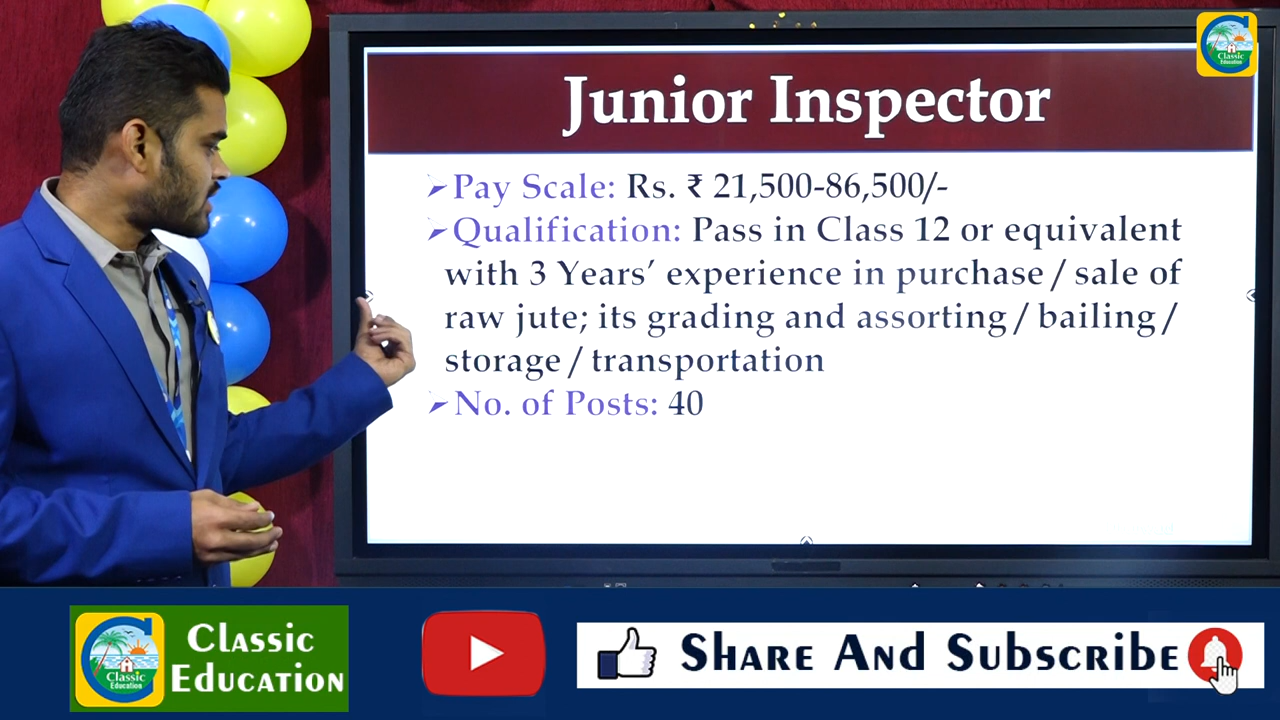 Classic
Education
Junior Inspector
➢Pay Scale: Rs. ₹ 21,500-86,500/-
➢Qualification: Pass in Class 12 or equivalent
with 3 Years’ experience in purchase / sale of
raw jute; its grading and assorting / bailing /
storage / transportation
➢No. of Posts: 40
Classic
Education
Classic
Education
Share And Subscribe